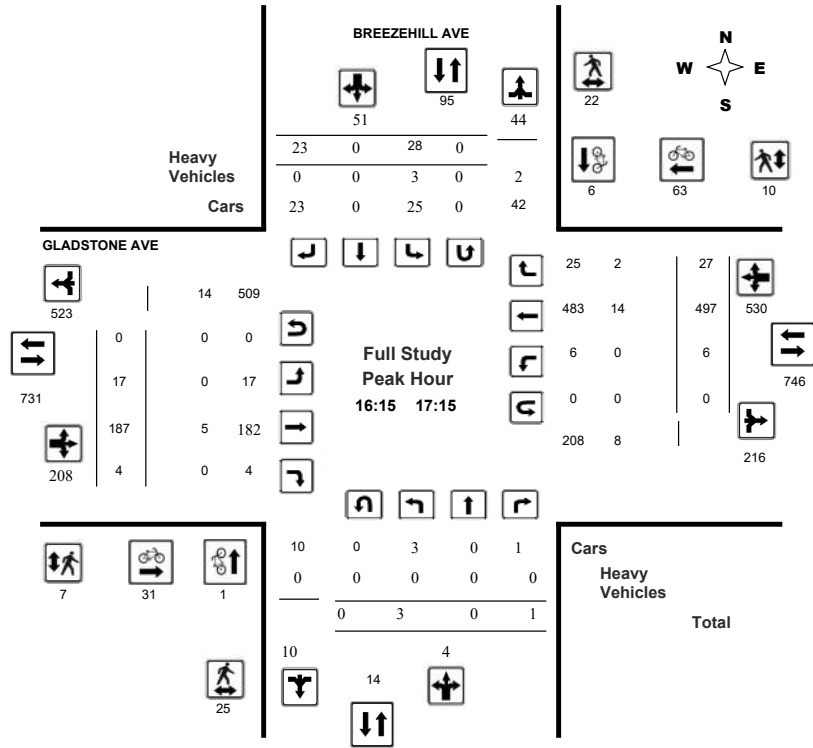 BREEZEHILL AVE
N
W E
S
95
22
51 44
23 0 28 0
Heavy
Vehicles
0 0 3 0 2
6 63 10
Cars
23 0 25 0 42
GLADSTONE AVE
25 2 27
523
14 509
483 14 497 530
0 0 0
Full Study
Peak Hour
16:15 17:15
6 0 6
731
746
17 0 17
0 0 0
187 5 182
208 8
208
216
4 0 4
10 0 3 0 1
Cars
0 0 0 0 0
Heavy
Vehicles
7 31 1
0 3 0 1
Total
10 4
14
25